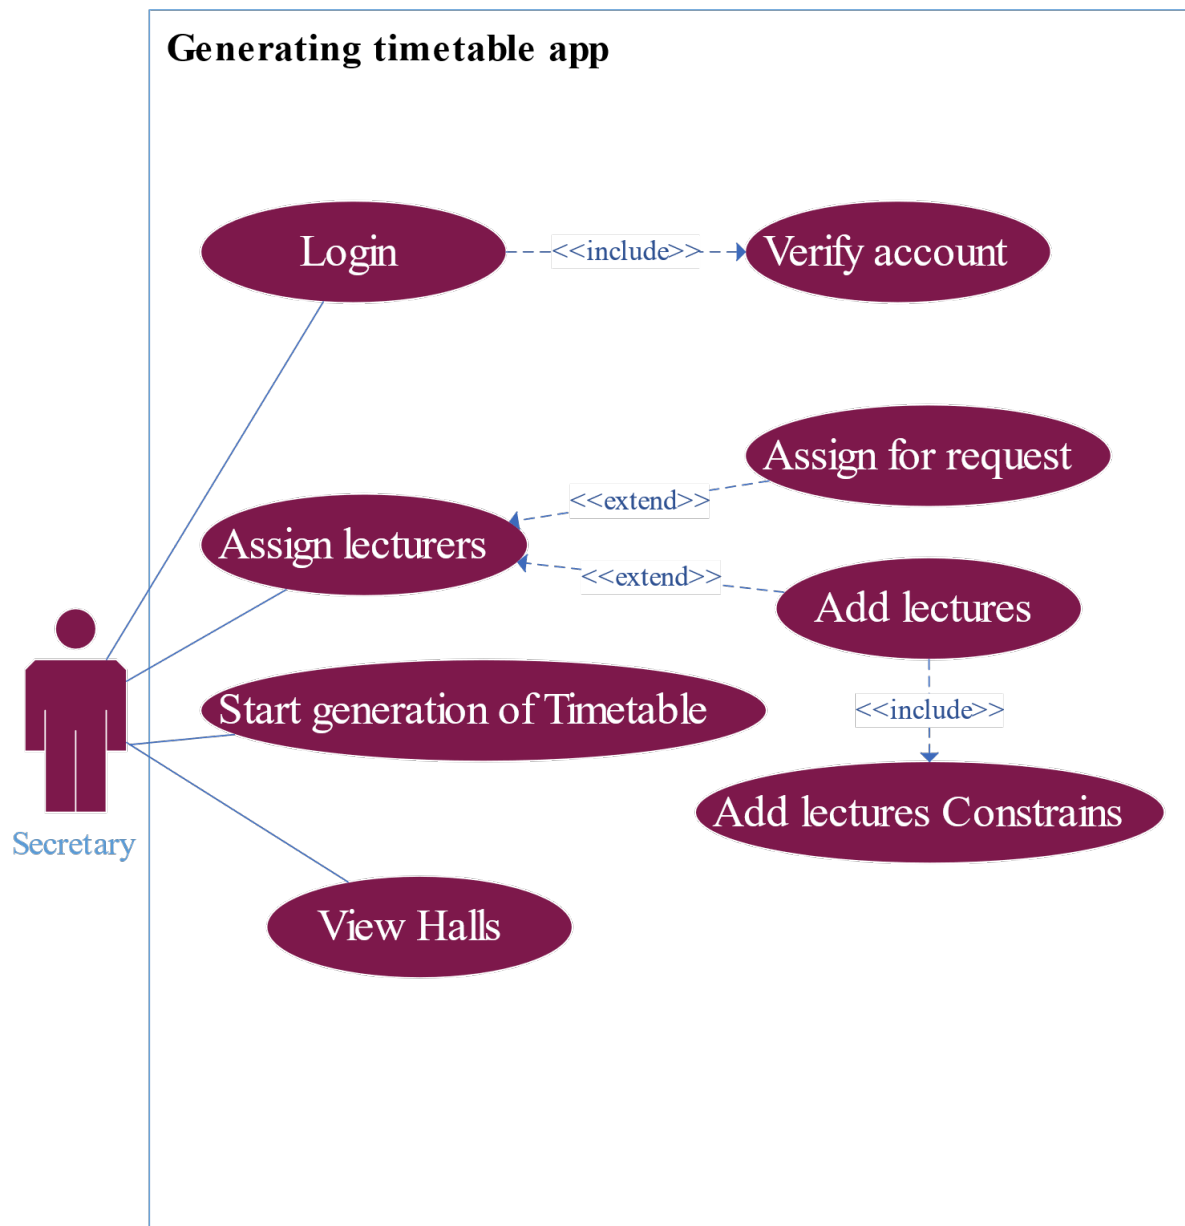 Generating timetable app
Login
<<include>>
Verify account
Assign for request
<<extend>>
Assign lecturers
<<extend>>
Add lectures
Start generation of Timetable
<<include>>
Add lectures Constrains
Secretary
View Halls